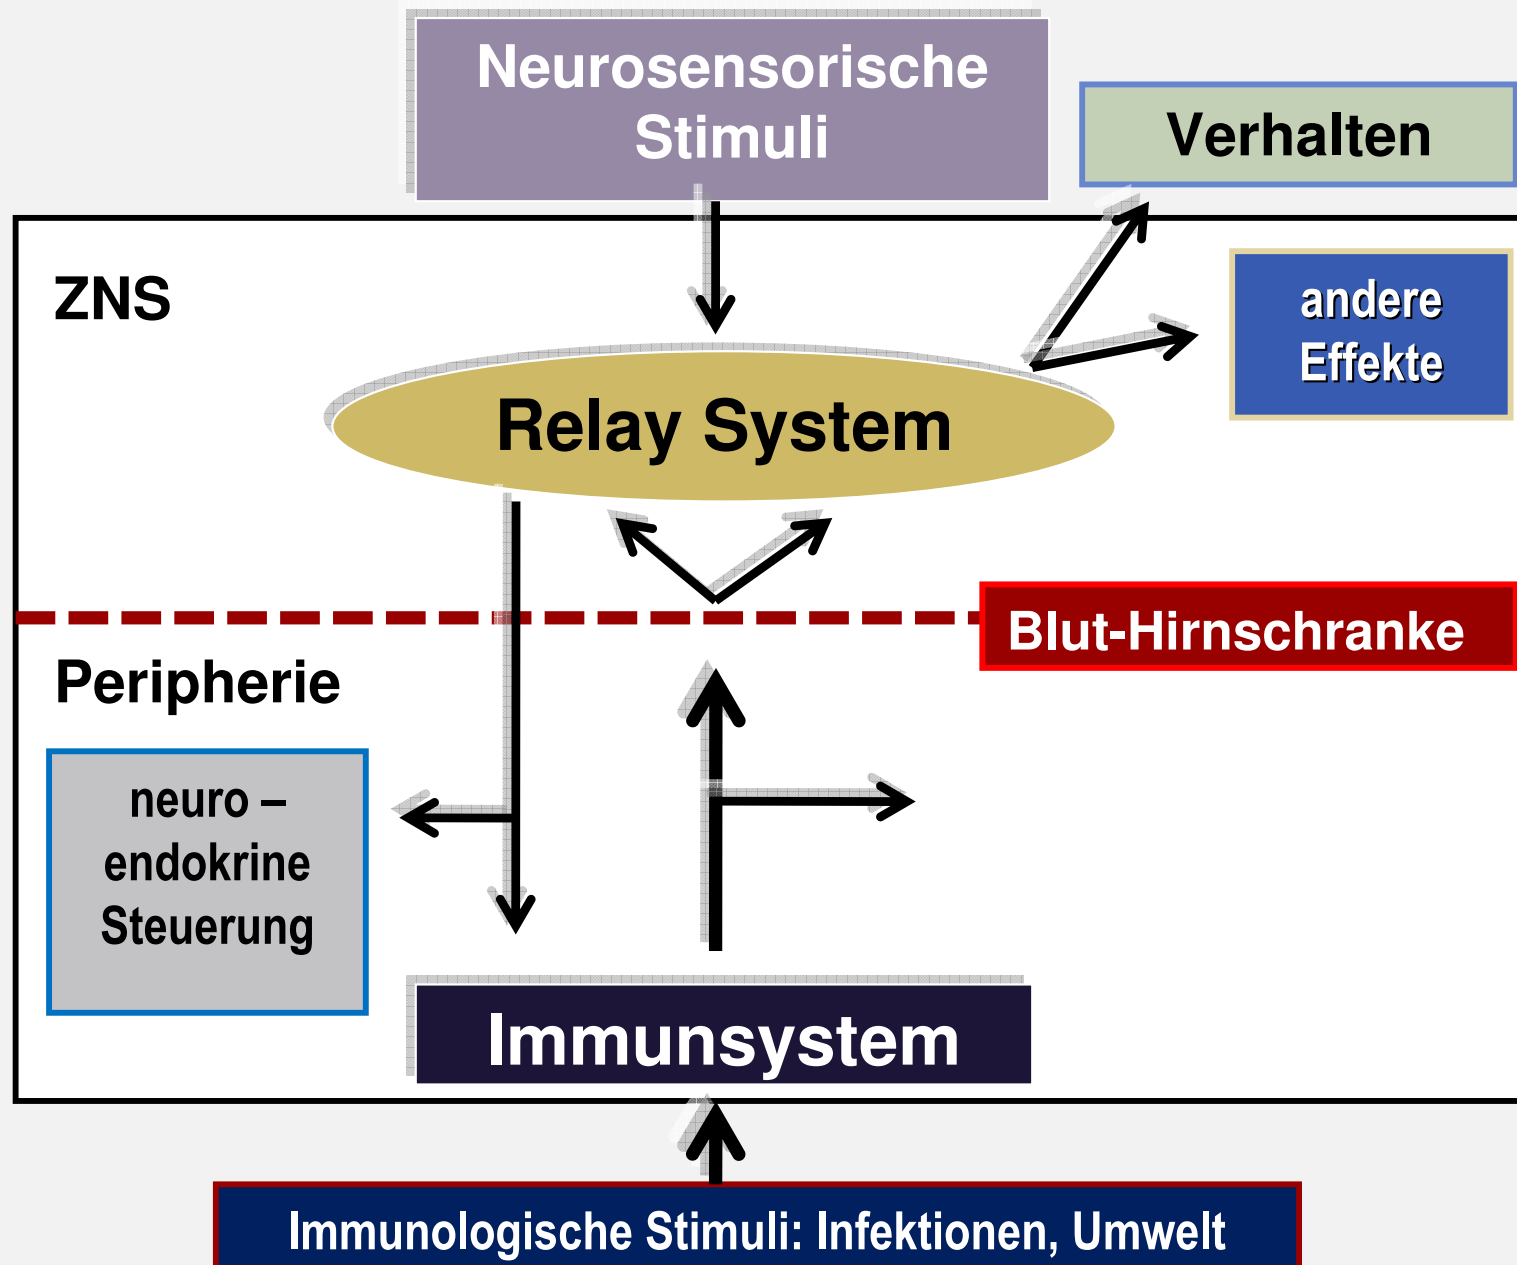 Neurosensorische
Stimuli
Verhalten
ZNS
andere
Effekte
Relay System
Blut-Hirnschranke
Peripherie
neuro –
endokrine
Steuerung
Immunsystem
Immunologische Stimuli: Infektionen, Umwelt